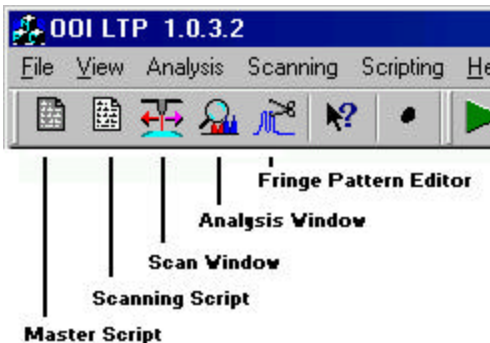 OOI LTP 1.0.3.2
File View Analysis Scanning Scripting He
?
Fringe Pattern Editor
Analysis Window
Scan Window
Scanning Script
Master Script